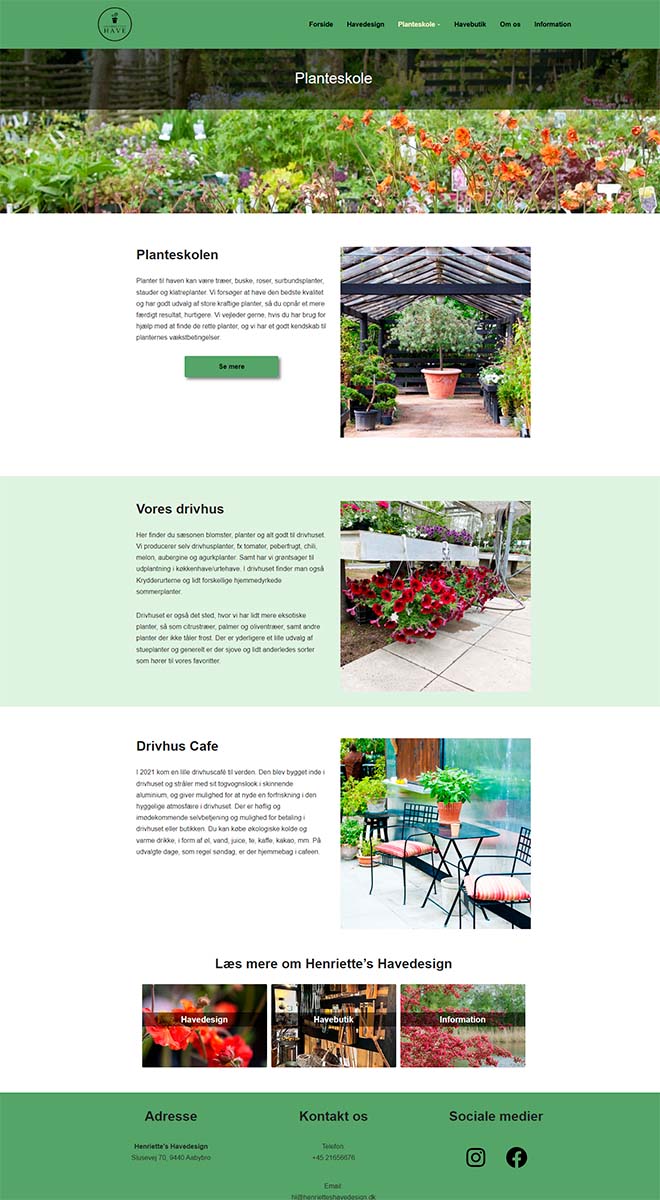 HAVE
Forside Havedesign Planteskole Havebutik Om os Information
Planteskole
Planteskolen
Planter til haven kan være træer, buske, roser, surbundsplanter,
stauder og klatreplanter. Vi forsøger at have den bedste kvalitet
og har godt udvalg af store kraftige planter, så du opnår et mere
færdigt resultat, hurtigere. Vi vejleder gerne, hvis du har brug for
hjælp med at finde de rette planter, og vi har et godt kendskab til
planternes vækstbetingelser.
Se mere
Vores drivhus
Her finder du sæsonen blomster, planter og alt godt til drivhuset.
Vi producerer selv drivhusplanter, fx tomater, peberfrugt, chili,
melon, aubergine og agurkplanter. Samt har vi grøntsager til
udplantning i køkkenhave/urtehave. I drivhuset finder man også
Krydderurterne og lidt forskellige hjemmedyrkede
sommerplanter.
Drivhuset er også det sted, hvor vi har lidt mere eksotiske
planter, så som citrustræer, palmer og oliventræer, samt andre
planter der ikke tåler frost. Der er yderligere et lille udvalg af
stueplanter og generelt er der sjove og lidt anderledes sorter
som hører til vores favoritter.
Drivhus Cafe
I 2021 kom en lille drivhuscafé til verden. Den blev bygget inde i
drivhuset og stråler med sit togvognslook i skinnende
aluminium, og giver mulighed for at nyde en forfriskning i den
hyggelige atmosfære i drivhuset. Der er høflig og
imødekommende selvbetjening og mulighed for betaling i
drivhuset eller butikken. Du kan købe økologiske kolde og
varme drikke, i form af øl, vand, juice, te, kaffe, kakao, mm. På
udvalgte dage, som regel søndag, er der hjemmebag i cafeen.
Læs mere om Henriette’s Havedesign
Havedesign Havebutik Information
Adresse Kontakt os Sociale medier
Henriette's Havedesign
Slusevej 70, 9440 Aabybro
Telefon:
+45 21656676
Email:
hl@henrietteshavedesign.dk